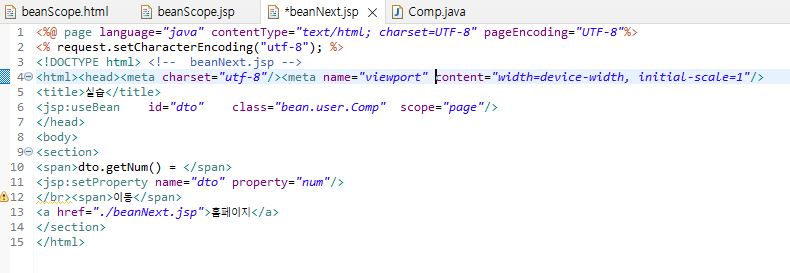 beanScope.html beanScope.jsp *beanNext.jsp Comp.java
1 <%@ page language="java" contentType="text/html; charset=UTF-8" pageEncoding="UTF-8"%>
2 <% request.setCharacterEncoding("utf-8"); %>
3 <!DOCTYPE html> <!--  beanNext.jsp -->
4 <html><head><meta charset="utf-8"/><meta name="viewport" content="width=device-width, initial-scale=1"/>
5 <title>실습</title>
6 <jsp:useBean    id="dto"    class="bean.user.Comp"   scope="page"/>
7 </head>
8 <body>
9 <section>
10 <span>dto.getNum() = </span>
11 <jsp:setProperty name="dto" property="num"/>
12 </br><span>이동</span>
13 <a href="./beanNext.jsp">홈페이지</a>
14 </section>
15 </html>